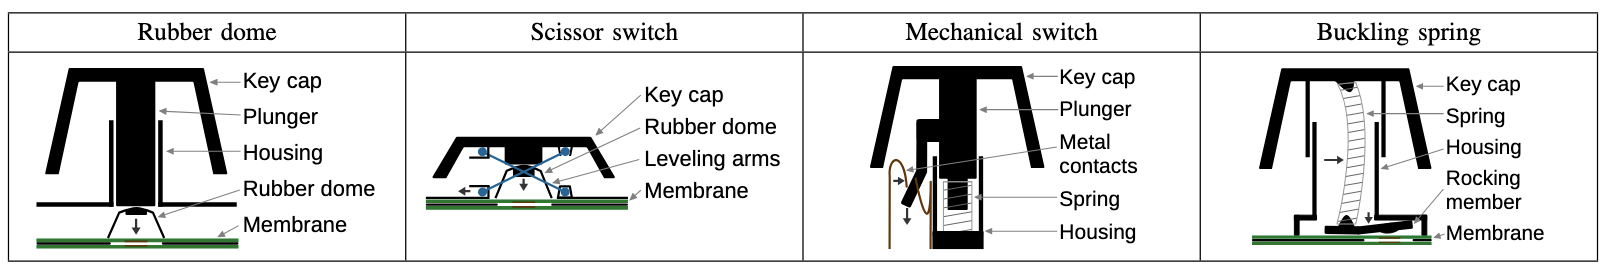 Rubber dome
Scissor switch
Mechanical switch
Buckling spring
Key cap
Plunger
Housing
Rubber dome
Membrane
Key cap
Rubber dome
Leveling arms
Membrane
Key cap
Plunger
Metal
contacts
Spring
Housing
Key cap
Spring
Housing
Rocking
member
Membrane